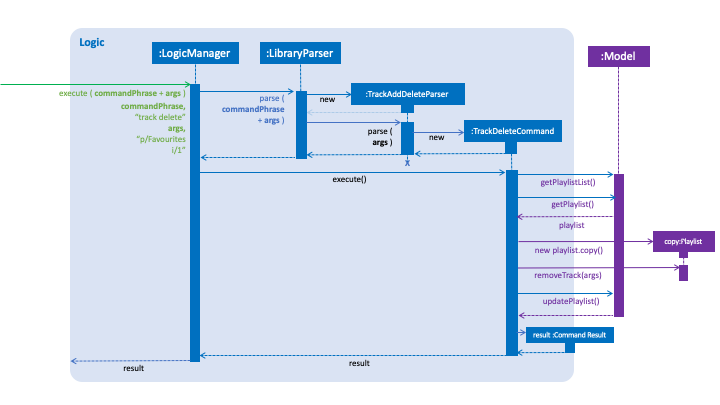 Logic
:LogicManager
:LibraryParser
:Model
execute ( commandPhrase + args )
commandPhrase,
"track delete"
args,
"p/Favourites
i/1"
parse (
commandPhrase
+ args )
new
:TrackAddDeleteParser
parse (
args )
new
:TrackDeleteCommand
X
execute()
getPlaylistList()
getPlaylist()
playlist
new playlist.copy()
copy:Playlist
removeTrack(args)
updatePlaylist()
result :Command Result
result
result